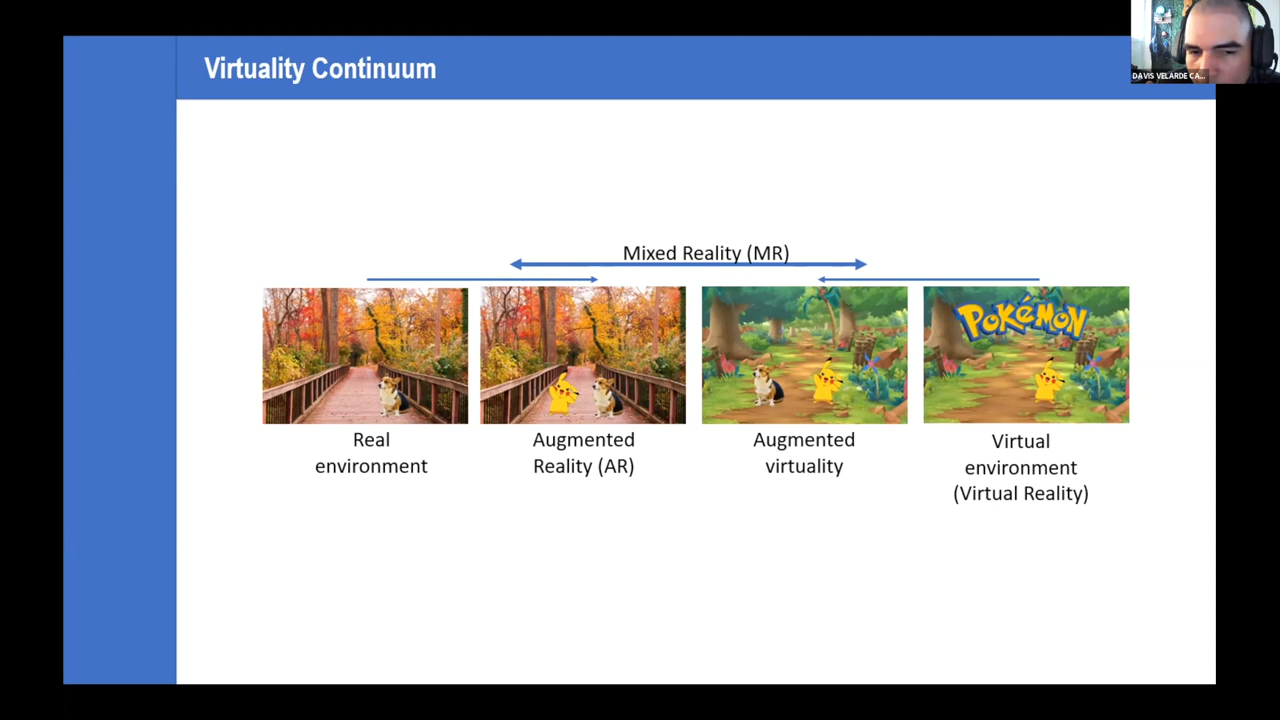 Virtuality Continuum
DAVIS VELARDE CA...
Mixed Reality (MR)
POKéMON
Real
environment
Augmented
Reality (AR)
Augmented
virtuality
Virtual
environment
(Virtual Reality)